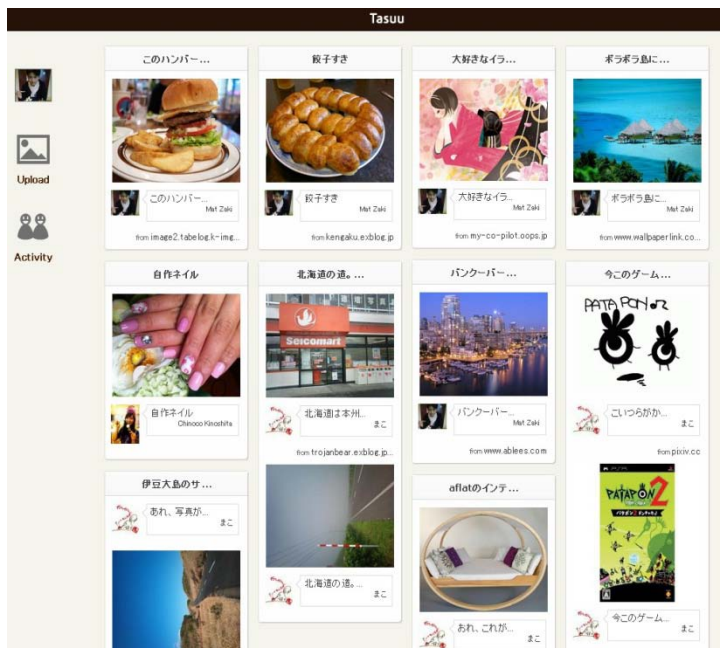 Tasuu
Upload
Activity
このハンバー...
このハンバー...
Mat Zaki
from image2.tabelog.k-img...
餃子すき
餃子すき
Mat Zaki
from kengaku.exblog.jp
大好きなイラ...
大好きなイラ...
Mat Zaki
from my-co-pilot.oops.jp
ボラボラ島に...
ボラボラ島に...
Mat Zaki
from www.wallpaperlink.co...
自作ネイル
自作ネイル
Chinoco Kinoshita
北海道の道。...
Seicomart
北海道は本州...
まこ
from trojanbear.exblog.jp...
北海道の道。...
まこ
バンクーバー...
バンクーバー...
Mat Zaki
from www.ablees.com
今このゲーム...
PATAPON
こいつらがか...
まこ
from pixiv.cc
PATAPON
2
今このゲーム...
まこ
伊豆大島のサ...
あれ、写真が...
まこ
aflatのインテ...
おれ、これが...
まこ